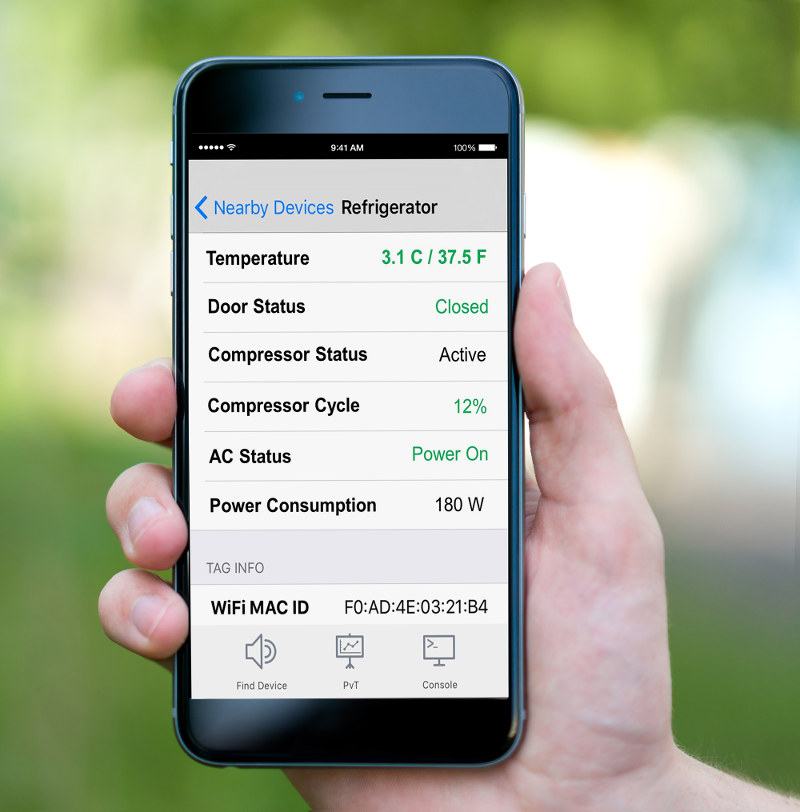 9:41 AM 100%
Nearby Devices Refrigerator
Temperature 3.1 C / 37.5 F
Door Status Closed
Compressor Status Active
Compressor Cycle 12%
AC Status Power On
Power Consumption 180 W
TAG INFO
WiFi MAC ID F0:AD:4E:03:21:B4
Find Device PvT Console